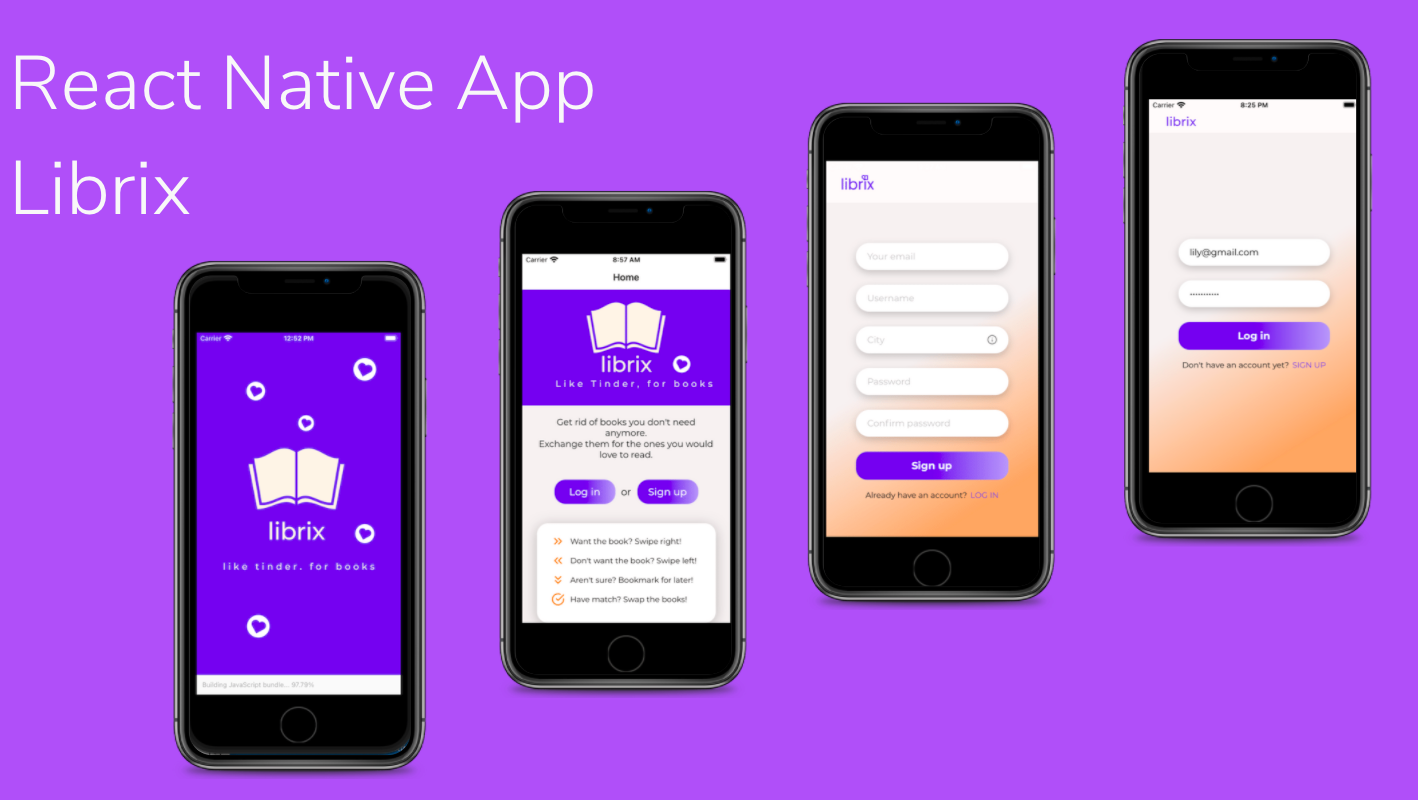 React Native App
Librix
Carrier 12:52 PM
librix
like tinder. for books
Building JavaScript bundle... 97.79%
Carrier 8:57 AM
Home
librix
Like Tinder, for books
Get rid of books you don't need
anymore.
Exchange them for the ones you would
love to read.
Log in or Sign up
Want the book? Swipe right!
Don't want the book? Swipe left!
Aren't sure? Bookmark for later!
Have match? Swap the books!
librix
Your email
Username
City
Password
Confirm password
Sign up
Already have an account? LOG IN
Carrier 8:25 PM
librix
lily@gmail.com
Log in
Don't have an account yet? SIGN UP